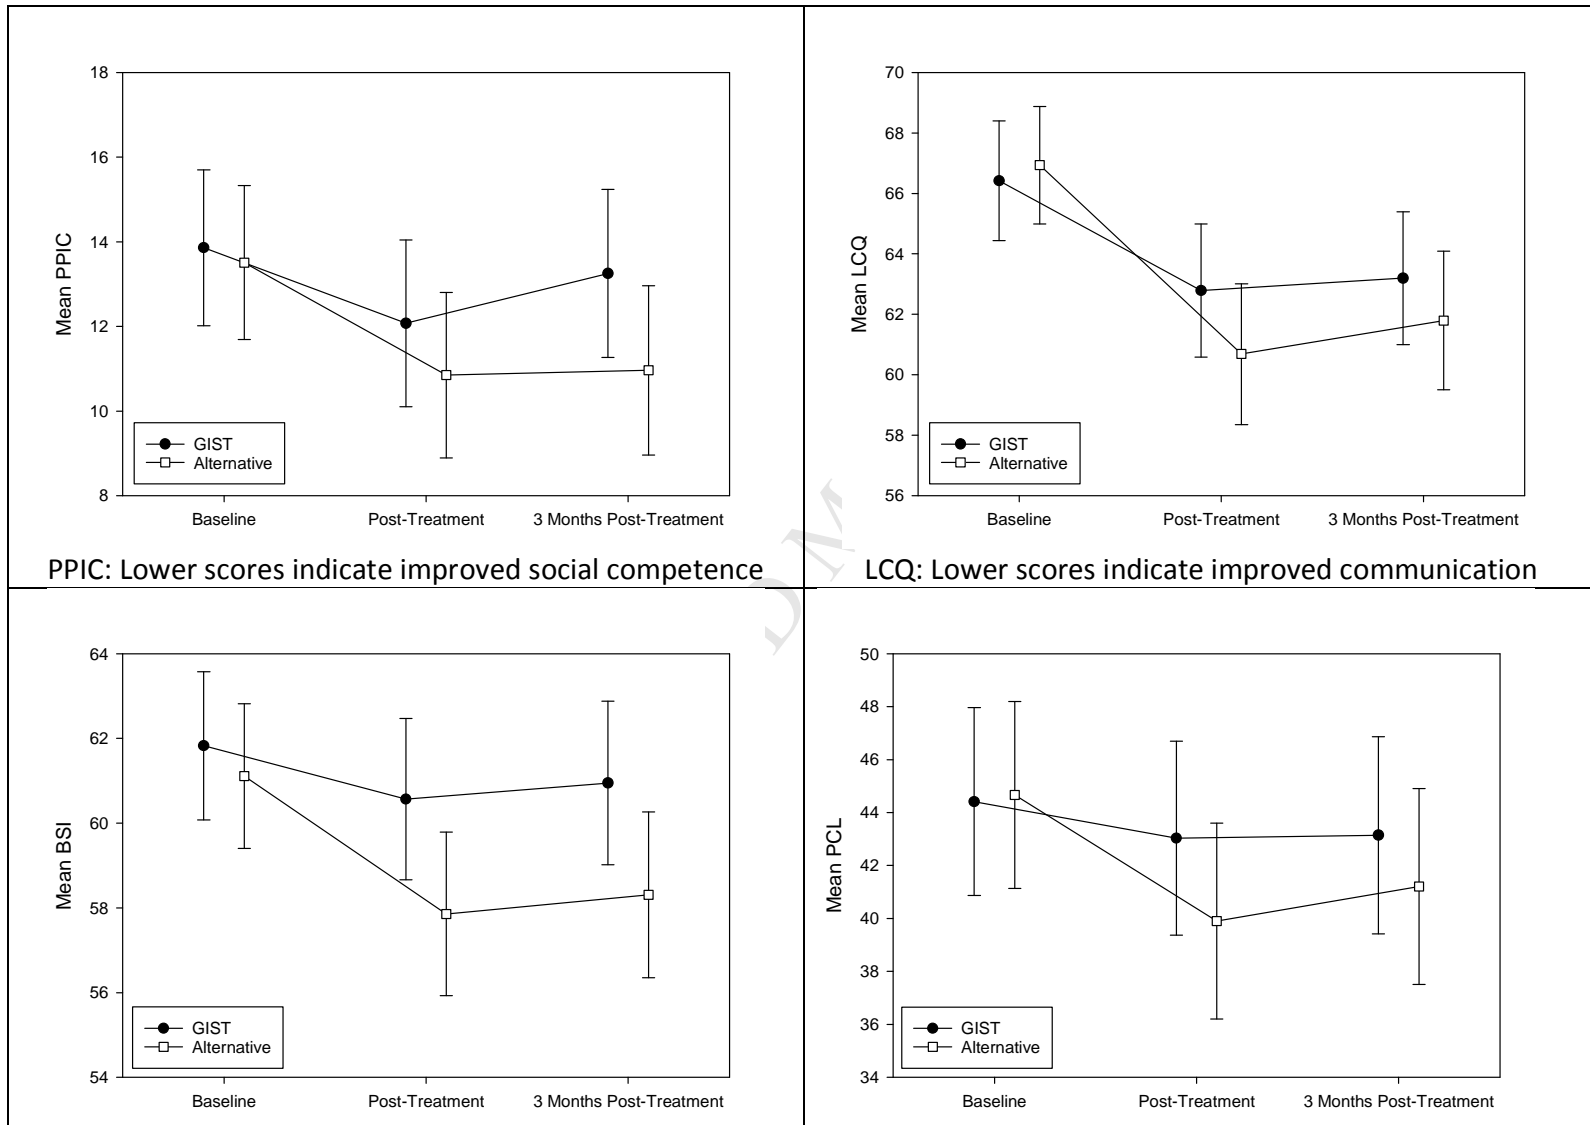 18
16
14
12
10
8
Mean PPIC
GIST
Alternative
Baseline
Post-Treatment
3 Months Post-Treatment
PPIC: Lower scores indicate improved social competence
70
68
66
64
62
60
58
56
Mean LCQ
GIST
Alternative
Baseline
Post-Treatment
3 Months Post-Treatment
LCQ: Lower scores indicate improved communication
64
62
60
58
56
54
Mean BSI
GIST
Alternative
Baseline
Post-Treatment
3 Months Post-Treatment
50
48
46
44
42
40
38
36
34
Mean PCL
GIST
Alternative
Baseline
Post-Treatment
3 Months Post-Treatment